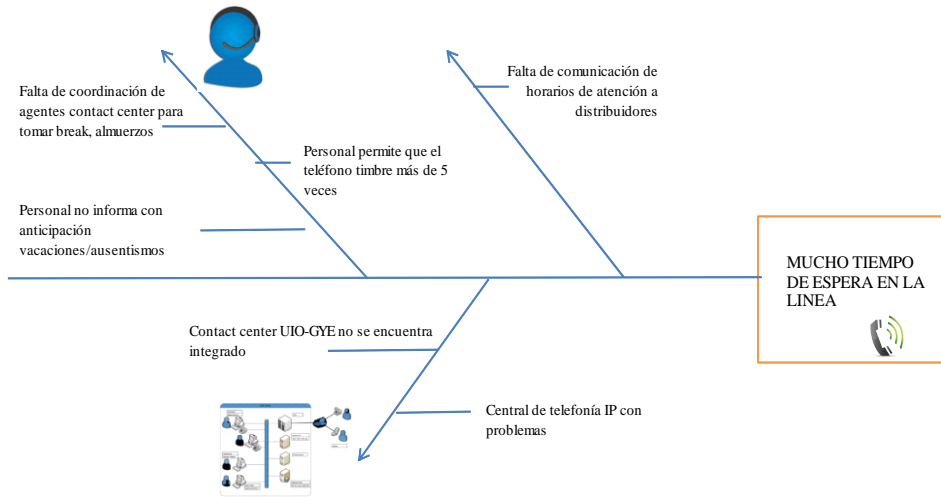 Falta de coordinación de
agentes contact center para
tomar break, almuerzos
Personal permite que el
teléfono timbre más de 5
veces
Personal no informa con
anticipación
vacaciones/ausentismos
Falta de comunicación de
horarios de atención a
distribuidores
MUCHO TIEMPO
DE ESPERA EN LA
LINEA
Contact center UIO-GYE no se encuentra
integrado
Central de telefonía IP con
problemas